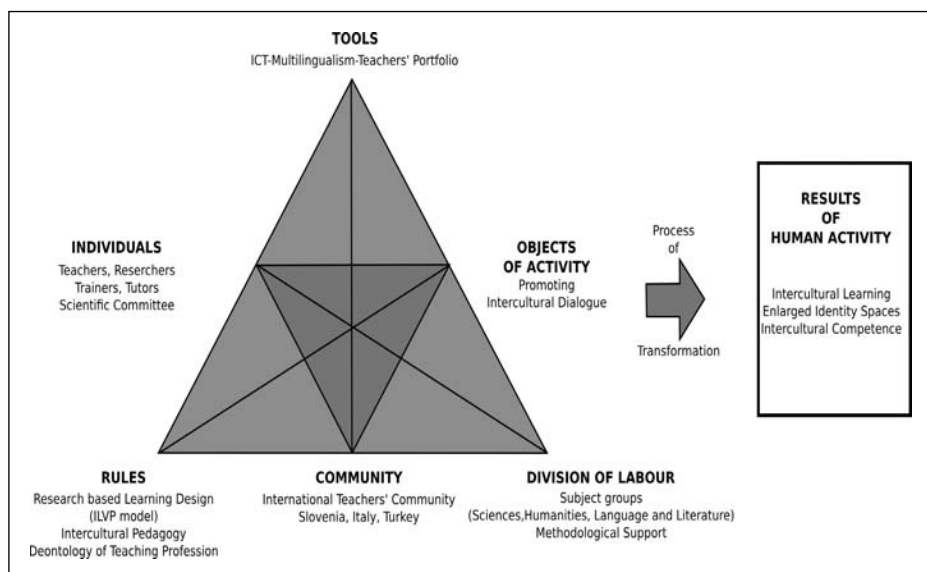 TOOLS
ICT-Multilingualism-Teachers' Portfolio
INDIVIDUALS
Teachers, Reserchers
Trainers, Tutors
Scientific Committee
OBJECTS
OF ACTIVITY
Promoting
Intercultural Dialogue
Process
of
Transformation
RESULTS
OF
HUMAN ACTIVITY
Intercultural Learning
Enlarged Identity Spaces
Intercultural Competence
RULES
Research based Learning Design
(ILVP model)
Intercultural Pedagogy
Deontology of Teaching Profession
COMMUNITY
International Teachers' Community
Slovenia, Italy, Turkey
DIVISION OF LABOUR
Subject groups
(Sciences,Humanities, Language and Literature)
Methodological Support